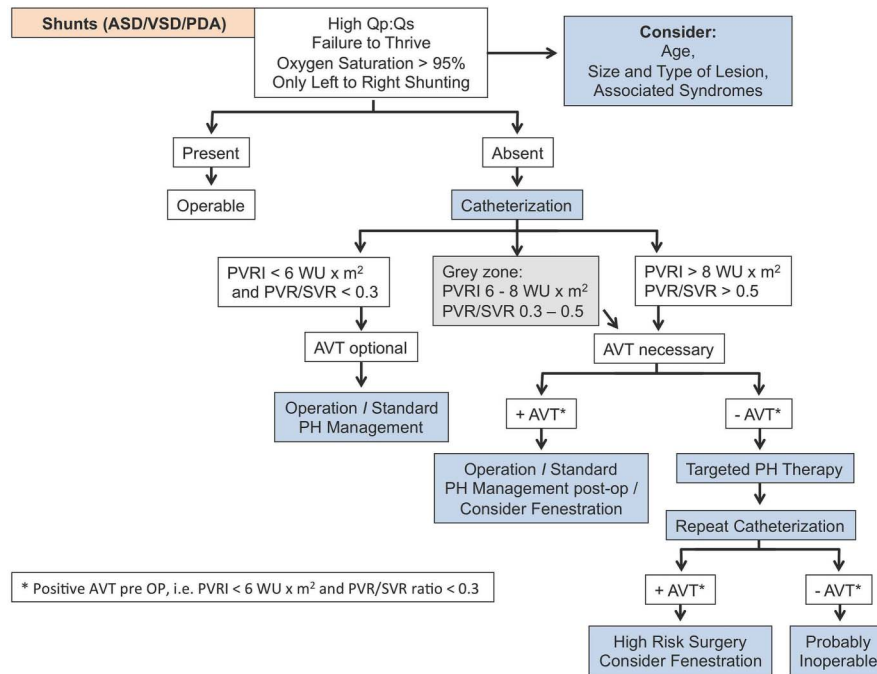 Shunts (ASD/VSD/PDA)
High Qp:Qs
Failure to Thrive
Oxygen Saturation > 95%
Only Left to Right Shunting
Consider:
Age,
Size and Type of Lesion,
Associated Syndromes
Present
Absent
Operable
Catheterization
PVRI < 6 WU x m²
and PVR/SVR < 0.3
Grey zone:
PVRI 6 - 8 WU x m²
PVR/SVR 0.3 – 0.5
PVRI > 8 WU x m²
PVR/SVR > 0.5
AVT optional
AVT necessary
Operation / Standard
PH Management
+ AVT*
- AVT*
Operation / Standard
PH Management post-op /
Consider Fenestration
Targeted PH Therapy
Repeat Catheterization
* Positive AVT pre OP, i.e. PVRI < 6 WU x m² and PVR/SVR ratio < 0.3
+ AVT*
- AVT*
High Risk Surgery
Consider Fenestration
Probably
Inoperable